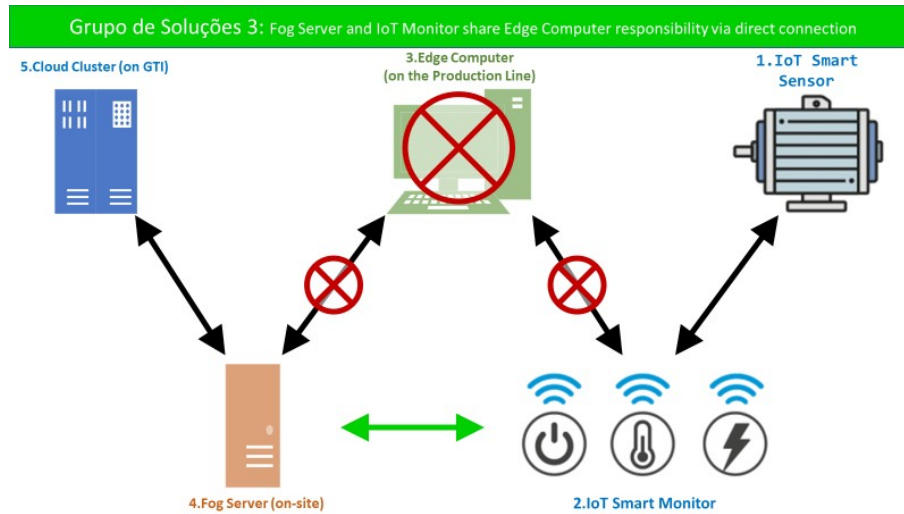 Grupo de Soluções 3: Fog Server and IoT Monitor share Edge Computer responsibility via direct connection
5.Cloud Cluster (on GTI)
3.Edge Computer
(on the Production Line)
1.IoT Smart
Sensor
4.Fog Server (on-site)
2.IoT Smart Monitor